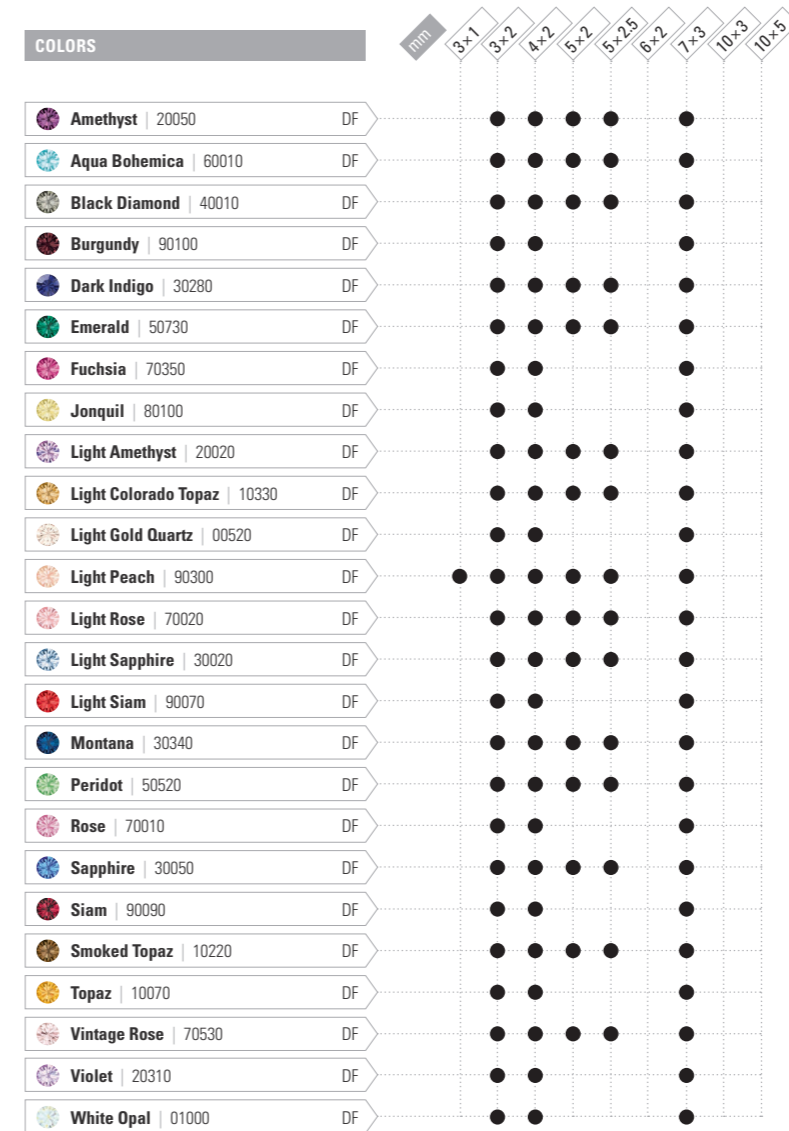 COLORS mm 3×1 3×2 4×2 5×2 5×2.5 6×2 7×3 10×3 10×5
Amethyst | 20050 DF
Aqua Bohemica | 60010 DF
Black Diamond | 40010 DF
Burgundy | 90100 DF
Dark Indigo | 30280 DF
Emerald | 50730 DF
Fuchsia | 70350 DF
Jonquil | 80100 DF
Light Amethyst | 20020 DF
Light Colorado Topaz | 10330 DF
Light Gold Quartz | 00520 DF
Light Peach | 90300 DF
Light Rose | 70020 DF
Light Sapphire | 30020 DF
Light Siam | 90070 DF
Montana | 30340 DF
Peridot | 50520 DF
Rose | 70010 DF
Sapphire | 30050 DF
Siam | 90090 DF
Smoked Topaz | 10220 DF
Topaz | 10070 DF
Vintage Rose | 70530 DF
Violet | 20310 DF
White Opal | 01000 DF